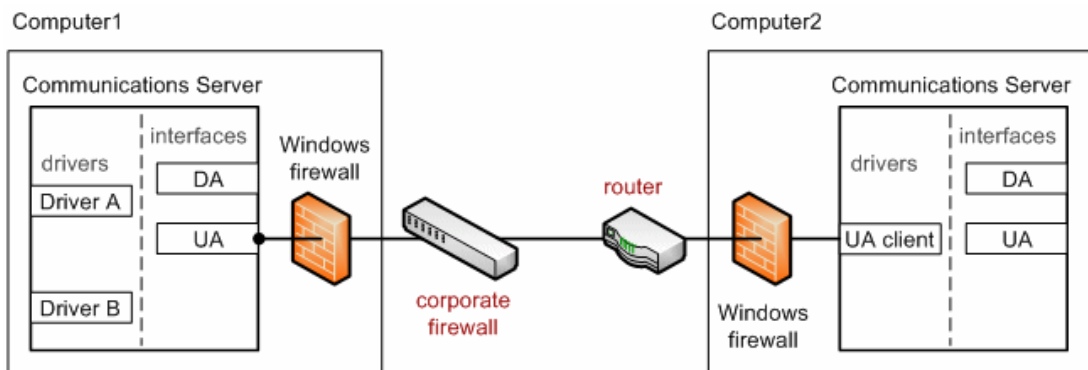 Computer1
Computer2
Communications Server
drivers
interfaces
Driver A
DA
UA
Driver B
Windows
firewall
corporate
firewall
router
Windows
firewall
Communications Server
drivers
interfaces
UA client
DA
UA